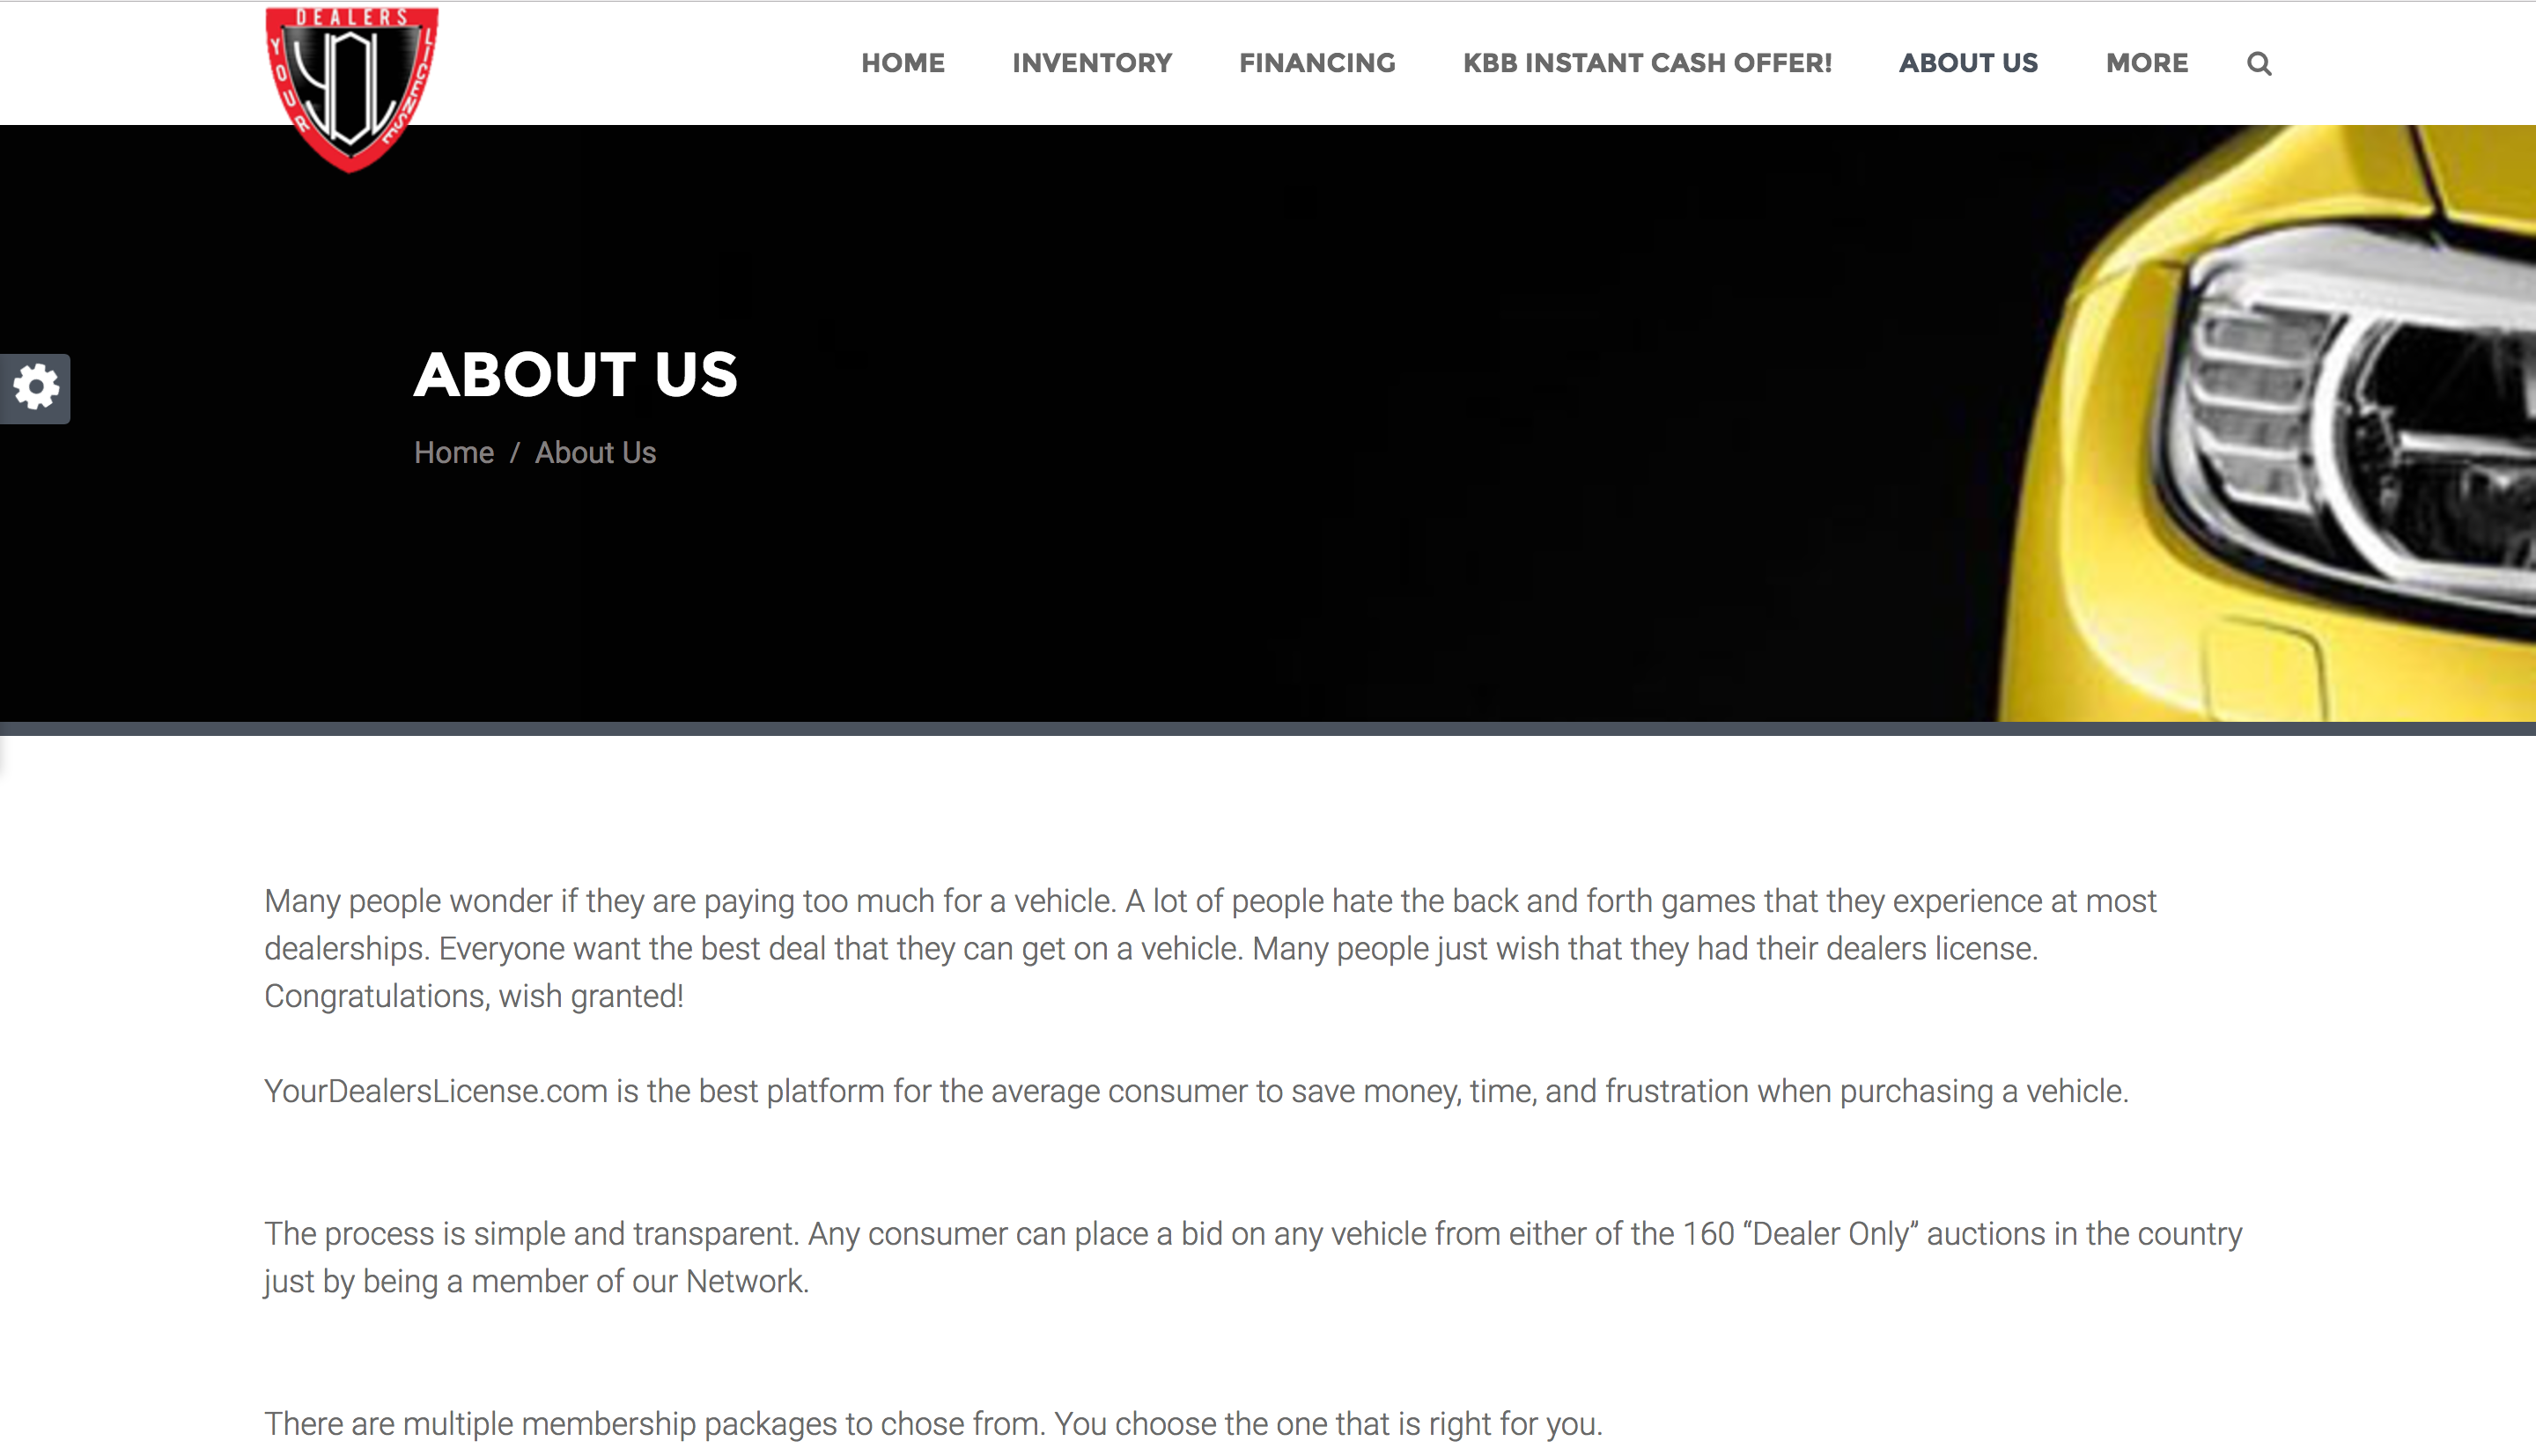 DEALERS
YOUR
LICENSE
YDL
HOME INVENTORY FINANCING KBB INSTANT CASH OFFER! ABOUT US MORE
ABOUT US
Home / About Us
Many people wonder if they are paying too much for a vehicle. A lot of people hate the back and forth games that they experience at most
dealerships. Everyone want the best deal that they can get on a vehicle. Many people just wish that they had their dealers license.
Congratulations, wish granted!
YourDealersLicense.com is the best platform for the average consumer to save money, time, and frustration when purchasing a vehicle.
The process is simple and transparent. Any consumer can place a bid on any vehicle from either of the 160 “Dealer Only” auctions in the country
just by being a member of our Network.
There are multiple membership packages to chose from. You choose the one that is right for you.